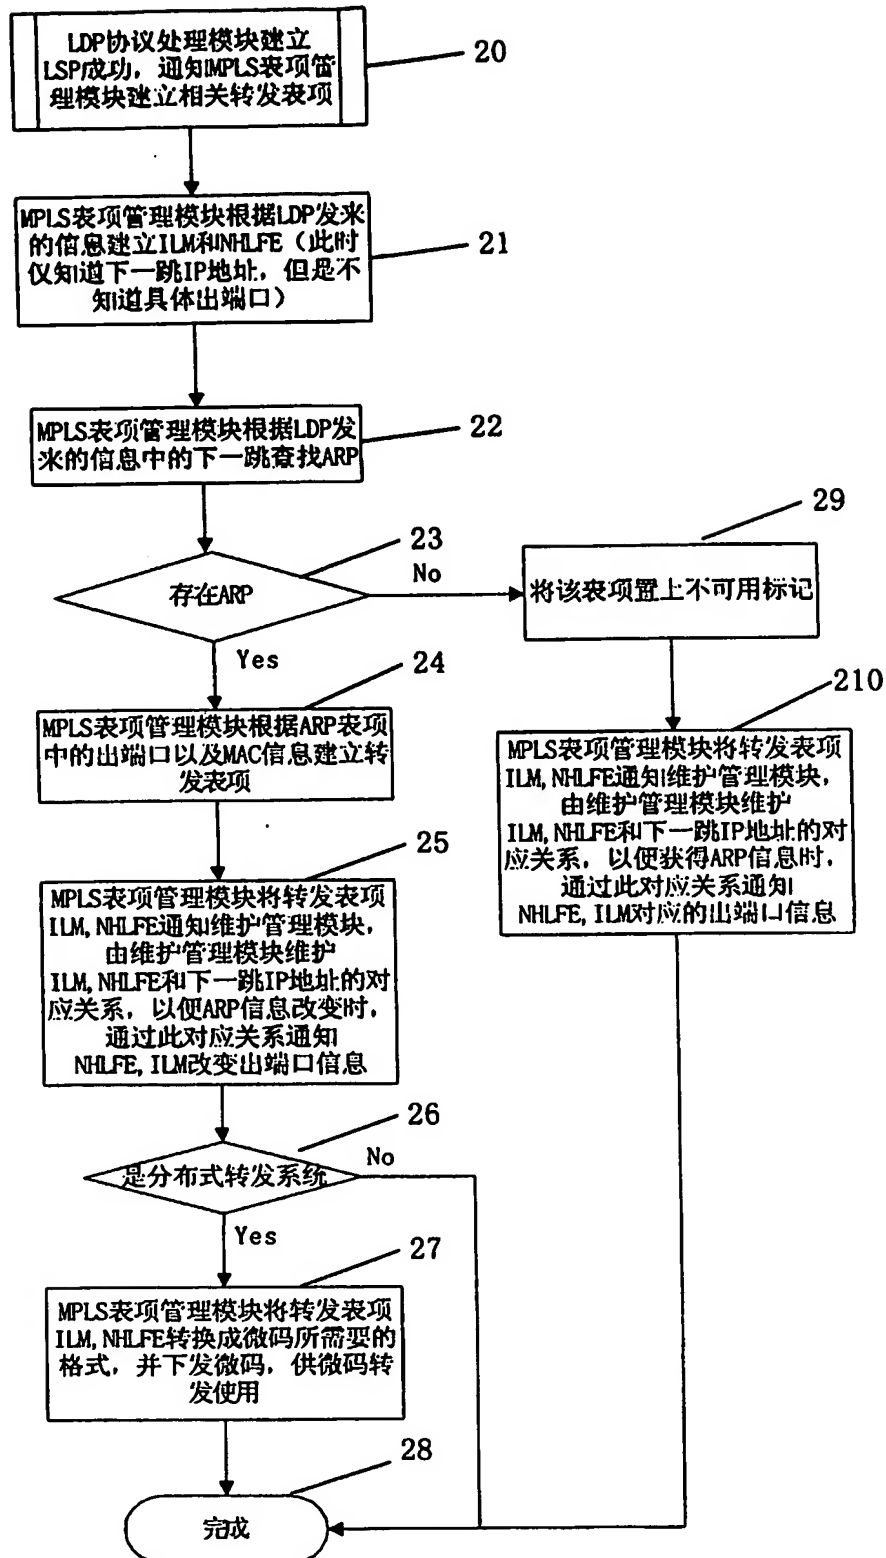 LDP协议处理模块建立
LSP成功，通知MPLS表项管
理模块建立相关转发表项
20
MPLS表项管理模块根据LDP发来
的信息建立ILM和NHLFE（此时
仅知道下一跳IP地址，但是不
知道具体出端口）
21
MPLS表项管理模块根据LDP发
来的信息中的下一跳查找ARP
22
存在ARP
23
No
将该表项置上不可用标记
29
Yes
MPLS表项管理模块根据ARP表项
中的出端口以及MAC信息建立转
发表项
24
MPLS表项管理模块将转发表项
ILM,NHLFE通知维护管理模块，
由维护管理模块维护
ILM,NHLFE和下一跳IP地址的对
应关系，以便获得ARP信息时，
通过此对应关系通知
NHLFE,ILM对应的出端口信息
210
MPLS表项管理模块将转发表项
ILM,NHLFE通知维护管理模块，
由维护管理模块维护
ILM,NHLFE和下一跳IP地址的对
应关系，以便ARP信息改变时，
通过此对应关系通知
NHLFE,ILM改变出端口信息
25
是分布式转发系统
26
No
Yes
MPLS表项管理模块将转发表项
ILM,NHLFE转换成微码所需要的
格式，并下发微码，供微码转
发使用
27
完成
28